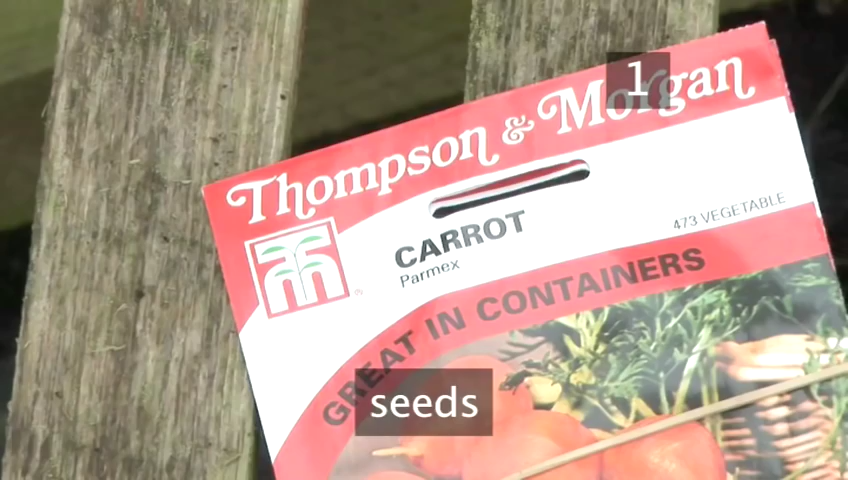 1
Thompson & Morgan
CARROT
473 VEGETABLE
Parmex
GREAT IN CONTAINERS
seeds